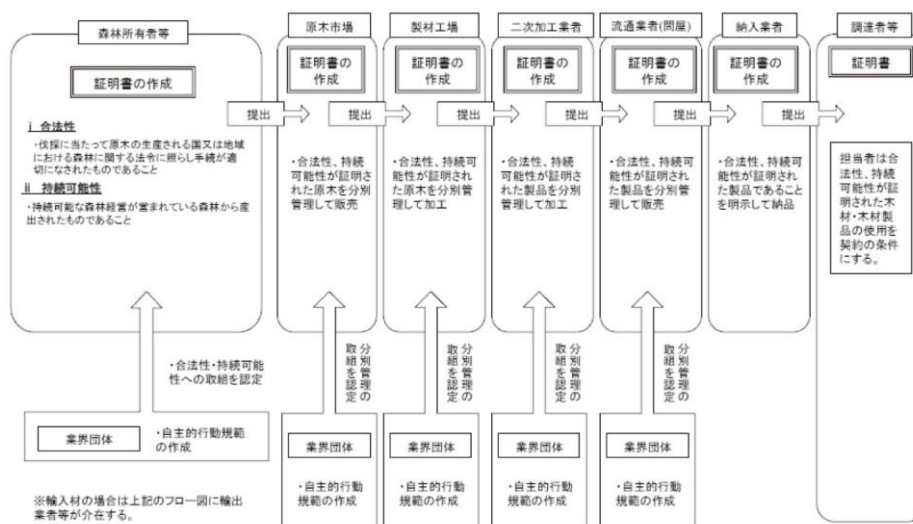 森林所有者等
証明書の作成
ⅰ 合法性
・伐採に当たって原木の生産される国又は地域
における森林に関する法令に照らし手続が適
切になされたものであること
ⅱ 持続可能性
・持続可能な森林経営が営まれている森林から産
出されたものであること
提出
・合法性・持続可能
性への取組を認定
業界団体
・自主的行動規範
の作成
原木市場
証明書の
作成
提出
・合法性、持続
可能性が証明さ
れた原木を分別
管理して販売
分別管理の
取組を認定
業界団体
・自主的行動
規範の作成
製材工場
証明書の
作成
提出
・合法性、持続可
能性が証明され
た原木を分別管
理して加工
分別管理の
取組を認定
業界団体
・自主的行動
規範の作成
二次加工業者
証明書の
作成
提出
・合法性、持続
可能性が証明さ
れた製品を分別
管理して加工
分別管理の
取組を認定
業界団体
・自主的行動
規範の作成
流通業者(問屋)
証明書の
作成
提出
・合法性、持続
可能性が証明さ
れた製品を分別
管理して販売
分別管理の
取組を認定
業界団体
・自主的行動
規範の作成
納入業者
証明書の
作成
提出
・合法性、持続
可能性が証明さ
れた製品であること
を明示して納品
調達者等
証明書
担当者は合
法性、持続可
能性が証
明された木
材・木材製
品の使用を
契約の条件
にする。
※輸入材の場合は上記のフロー図に輸出
業者等が介在する。